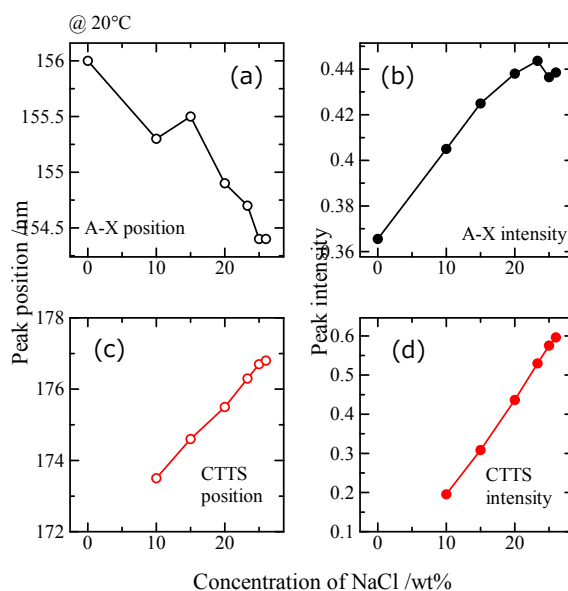 @ 20℃
(a)
(b)
156
155.5
155
154.5
A-X position
0
10
20
0.44
0.42
0.4
0.38
0.36
A-X intensity
0
10
20
Peak position /nm
Peak intensity
(c)
(d)
178
176
174
172
CTTS
position
0
10
20
0.6
0.5
0.4
0.3
0.2
0.1
CTTS
intensity
0
10
20
Concentration of NaCl /wt%